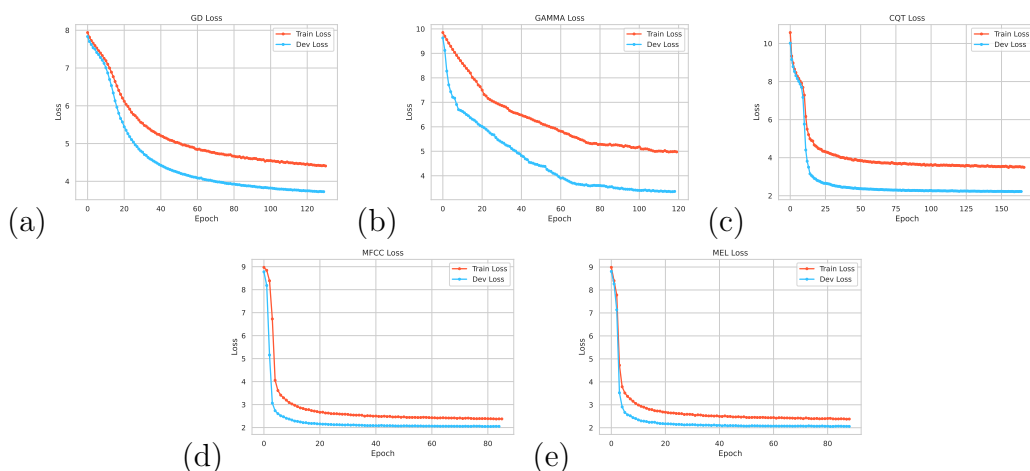 GD Loss
8
7
6
5
4
Loss
0 20 40 60 80 100 120
Epoch
Train Loss
Dev Loss
(a)
GAMMA Loss
10
9
8
7
6
5
4
Loss
0 20 40 60 80 100 120
Epoch
Train Loss
Dev Loss
(b)
CQT Loss
10
8
6
4
2
Loss
0 25 50 75 100 125 150
Epoch
Train Loss
Dev Loss
(c)
MFCC Loss
9
8
7
6
5
4
3
2
Loss
0 20 40 60 80
Epoch
Train Loss
Dev Loss
(d)
MEL Loss
9
8
7
6
5
4
3
2
Loss
0 20 40 60 80
Epoch
Train Loss
Dev Loss
(e)